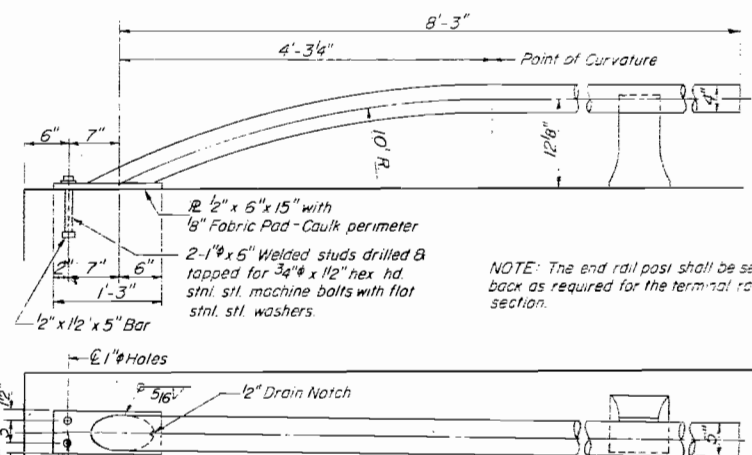 8'-3"
4'-3¼"
Point of Curvature
6"
7"
4"
10' R.
12⅛"
℄ ½" x 6" x 15" with
⅛" Fabric Pad - Caulk perimeter
2-1"ø x 6" Welded studs drilled &
tapped for ¾"ø x 1½" hex hd.
stnl. stl. machine bolts with flat
stnl. stl. washers.
2"
7"
6"
1'-3"
½" x 1½" x 5" Bar
NOTE: The end rail post shall be
back as required for the terminal
section.
℄ 1"ø Holes
5/16
½" Drain Notch
1½"
3"
5"